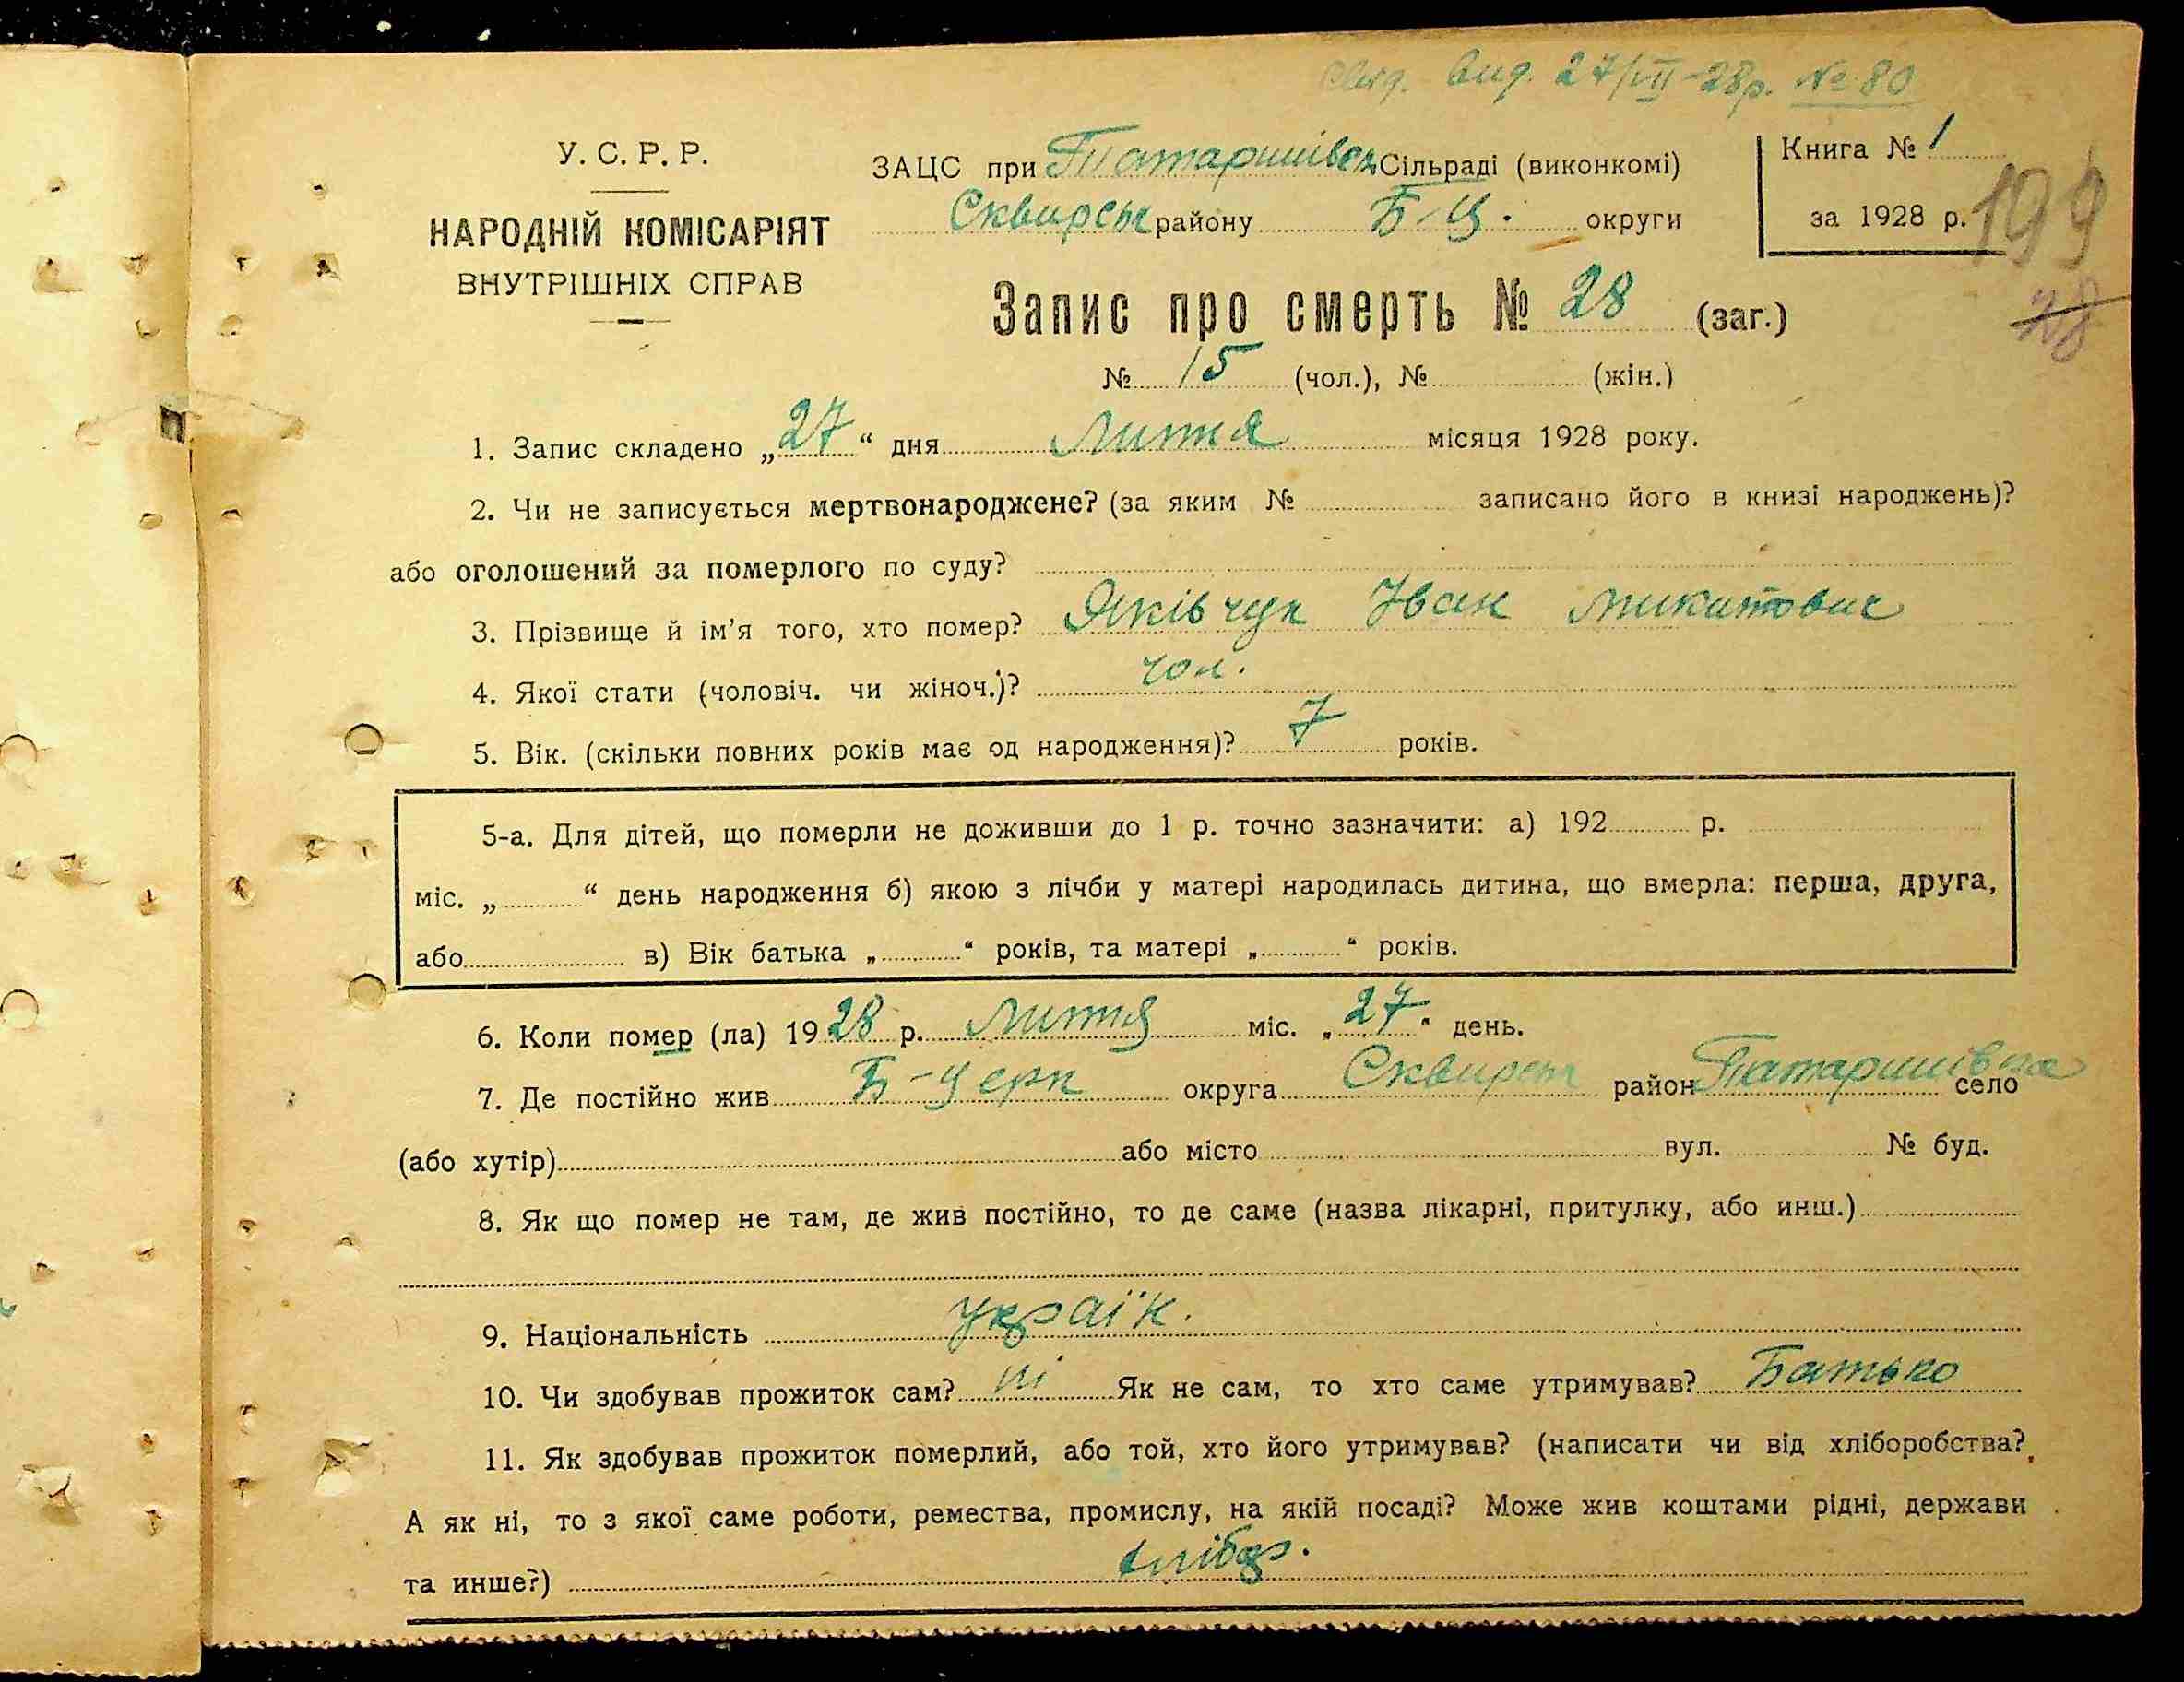 вид. 27/VII-28р. № 80
У. С. Р. Р.
НАРОДНІЙ КОМІСАРІЯТ
ВНУТРІШНІХ СПРАВ
ЗАЦС при Татаринівськ Сільраді (виконкомі)
Сквирськ району Б-Ц. округи
Книга № 1
за 1928 р.
199
28
Запис про смерть № 28 (заг.)
№ 15 (чол.), № (жін.)
1. Запис складено „27“ дня Липня місяця 1928 року.
2. Чи не записується мертвонароджене? (за яким № записано його в книзі народжень)?
або оголошений за померлого по суду?
3. Прізвище й ім’я того, хто помер? Яківчук Іван Микитович
4. Якої стати (чоловіч. чи жіноч.)? чол.
5. Вік. (скільки повних років має од народження)? 7 років.
5-а. Для дітей, що померли не доживши до 1 р. точно зазначити: а) 192 р.
міс. „ “ день народження б) якою з лічби у матері народилась дитина, що вмерла: перша, друга,
або в) Вік батька „ “ років, та матері „ “ років.
6. Коли помер (ла) 1928 р. Липня міс. „27“ день.
7. Де постійно жив Б-Церк округа Сквирськ район Татаринівка село
(або хутір) або місто вул. № буд.
8. Як що помер не там, де жив постійно, то де саме (назва лікарні, притулку, або инш.)
9. Національність україн.
10. Чи здобував прожиток сам? ні Як не сам, то хто саме утримував? Батько
11. Як здобував прожиток померлий, або той, хто його утримував? (написати чи від хліборобства?
А як ні, то з якої саме роботи, ремества, промислу, на якій посаді? Може жив коштами рідні, держави
та инше?) хлібор.